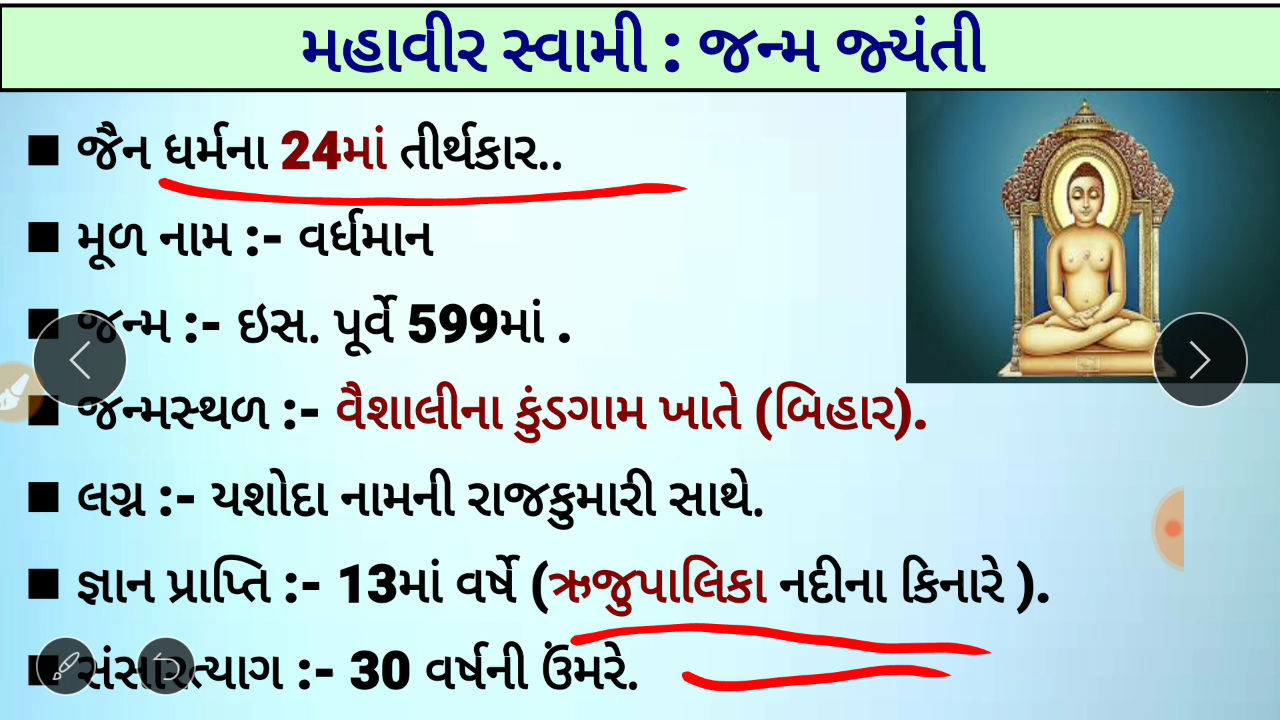 મહાવીર સ્વામી : જન્મ જ્યંતી
■ જૈન ધર્મના 24માં તીર્થકાર..
■ મૂળ નામ :- વર્ધમાન
■ જન્મ :- ઇસ. પૂર્વે 599માં .
■ જન્મસ્થળ :- વૈશાલીના કુંડગામ ખાતે (બિહાર).
■ લગ્ન :- યશોદા નામની રાજકુમારી સાથે.
■ જ્ઞાન પ્રાપ્તિ :- 13માં વર્ષે (ઋજુપાલિકા નદીના કિનારે ).
■ સંસારત્યાગ :- 30 વર્ષની ઉંમરે.